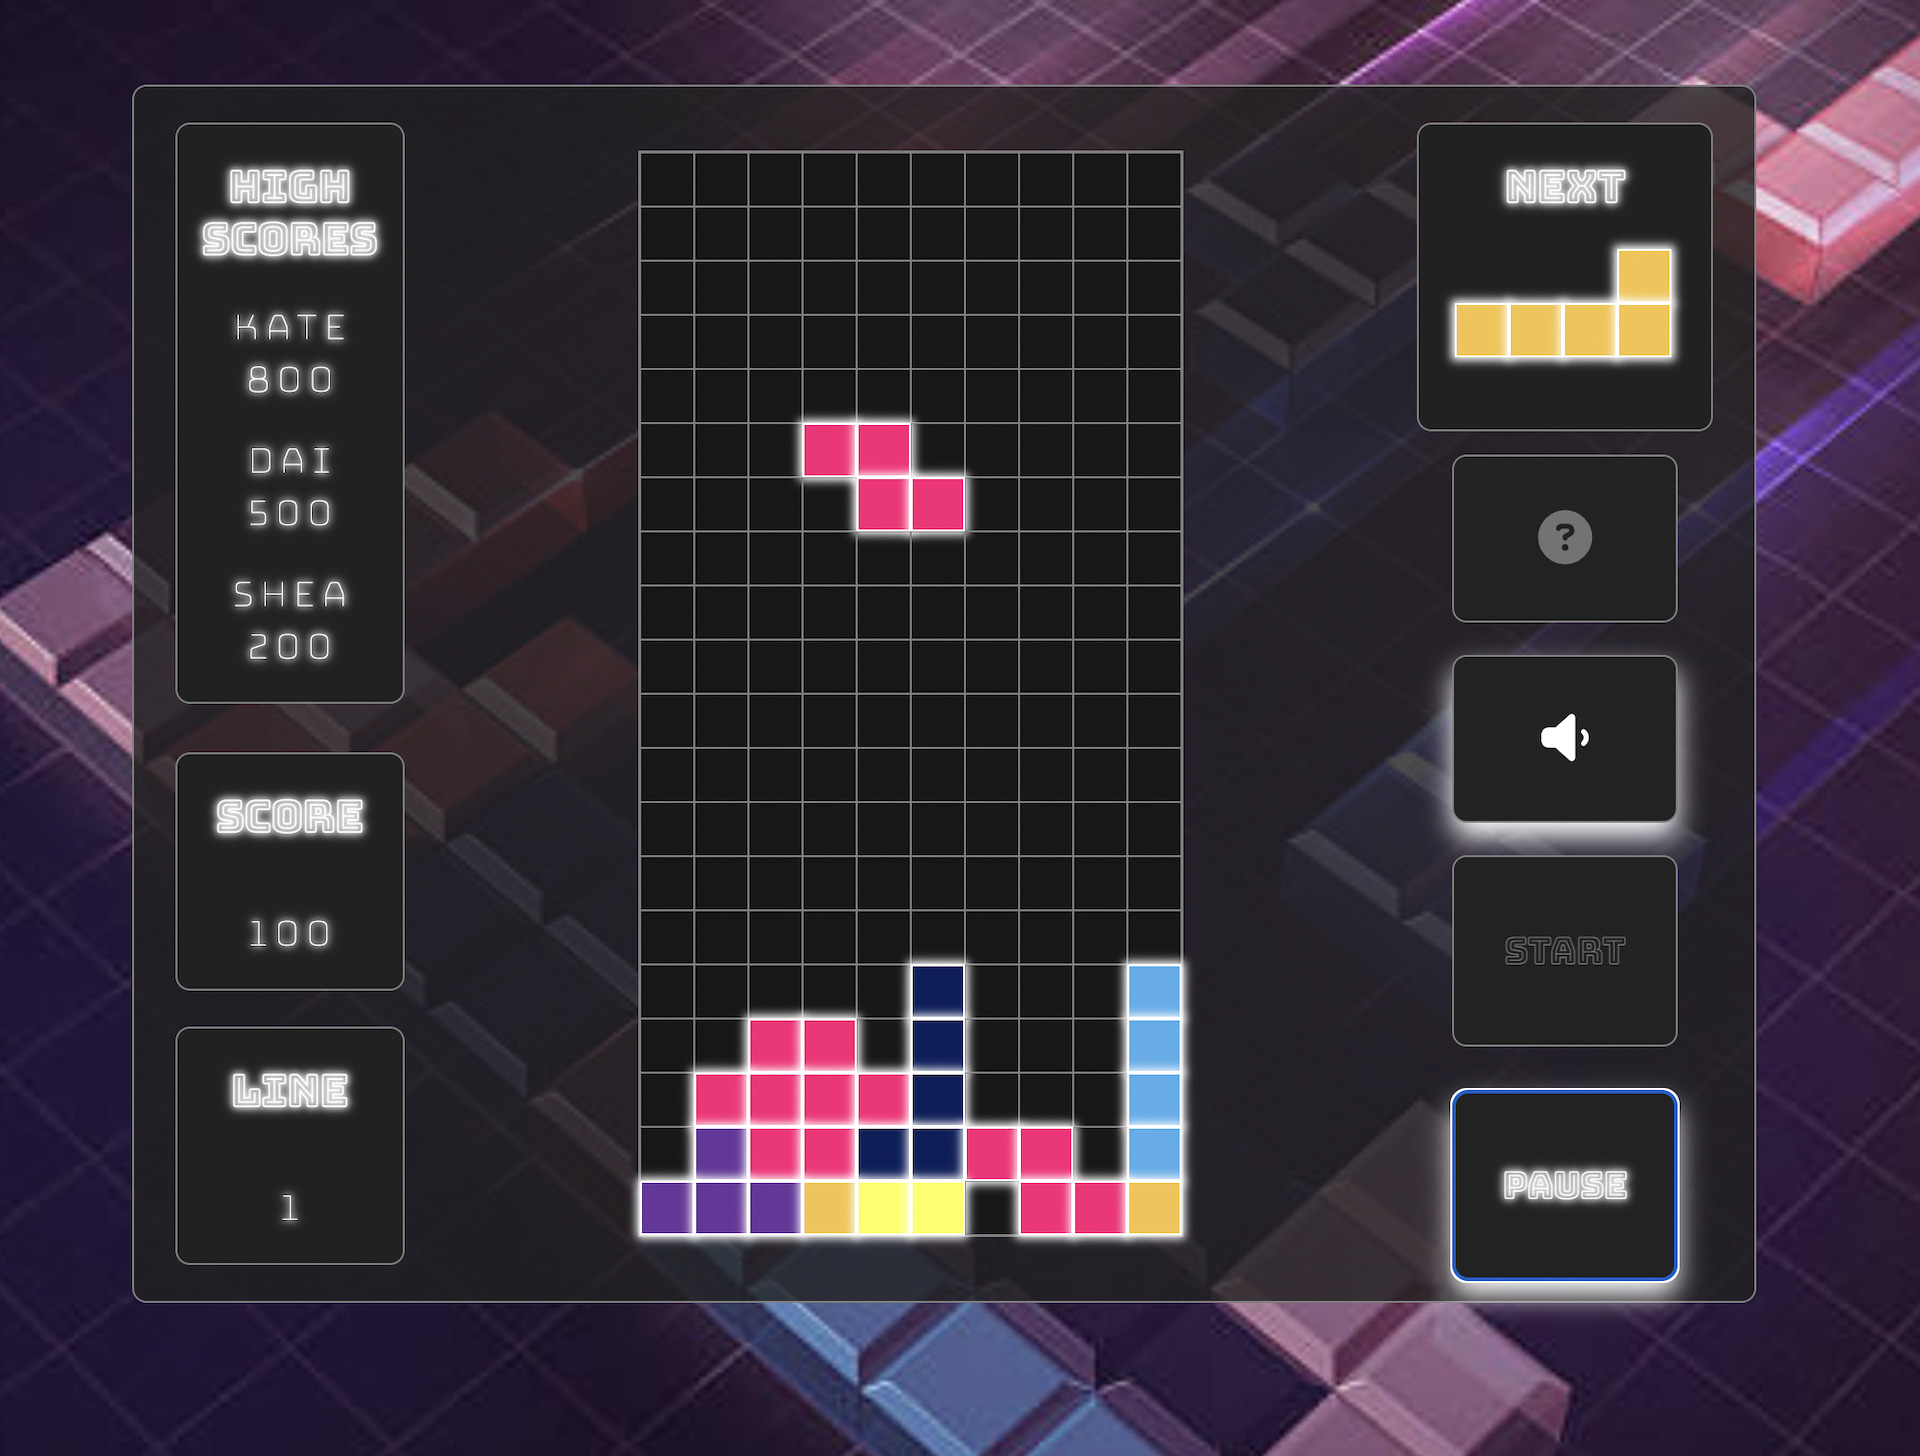 HIGH
SCORES
KATE
800
DAI
500
SHEA
200
SCORE
100
LINE
1
NEXT
?
START
PAUSE